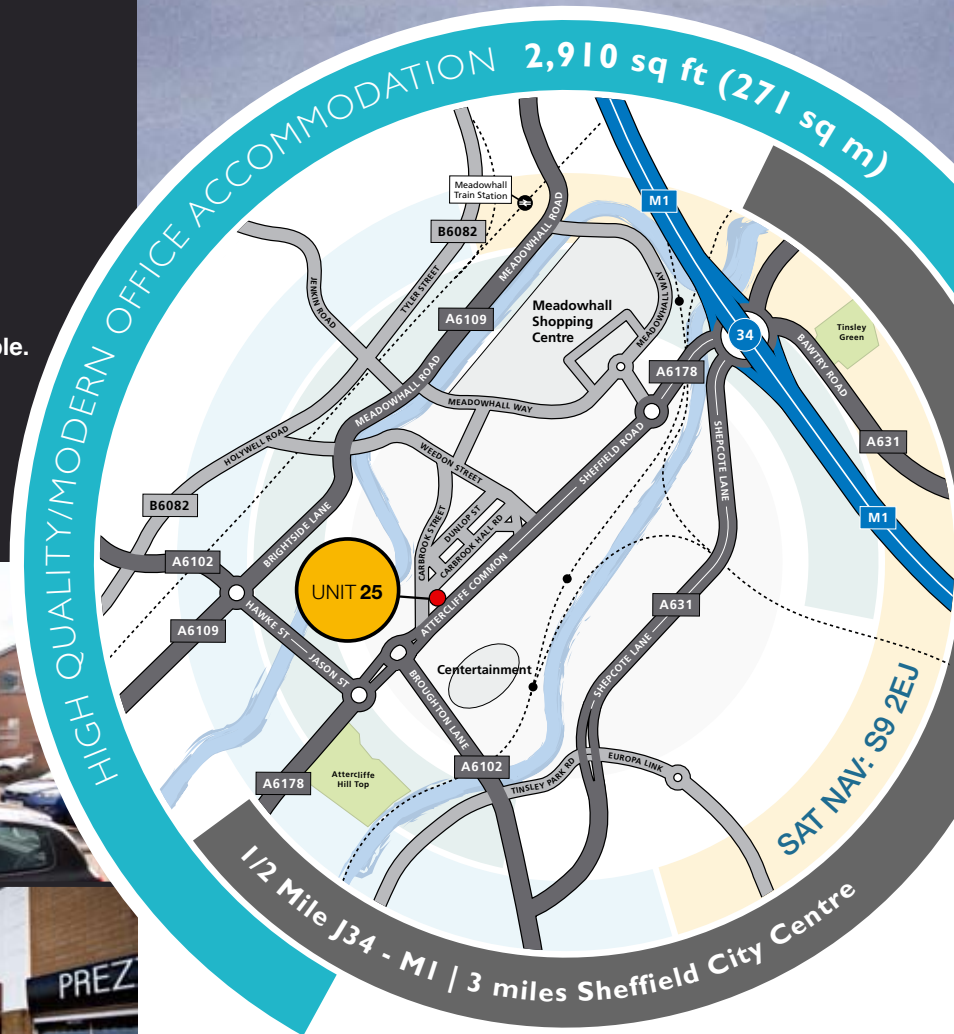 HIGH QUALITY/MODERN OFFICE ACCOMMODATION 2,910 sq ft (271 sq m)
Meadowhall
Train Station
M1
B6082
MEADOWHALL ROAD
JENKIN ROAD
TYLER STREET
MEADOWHALL WAY
A6109
Meadowhall
Shopping
Centre
34
Tinsley
Green
BAWTRY ROAD
A6178
MEADOWHALL ROAD
MEADOWHALL WAY
A631
HOLYWELL ROAD
WEEDON STREET
SHEFFIELD ROAD
SHEPCOTE LANE
B6082
M1
BRIGHTSIDE LANE
CARBROOK STREET
DUNLOP ST
CARBROOK HALL RD
A6102
UNIT 25
ATTERCLIFFE COMMON
A631
A6109
HAWKE ST
JASON ST
Centertainment
BROUGHTON LANE
SHEPCOTE LANE
A6178
Attercliffe
Hill Top
A6102
TINSLEY PARK RD
EUROPA LINK
SAT NAV: S9 2EJ
1/2 Mile J34 - M1 | 3 miles Sheffield City Centre